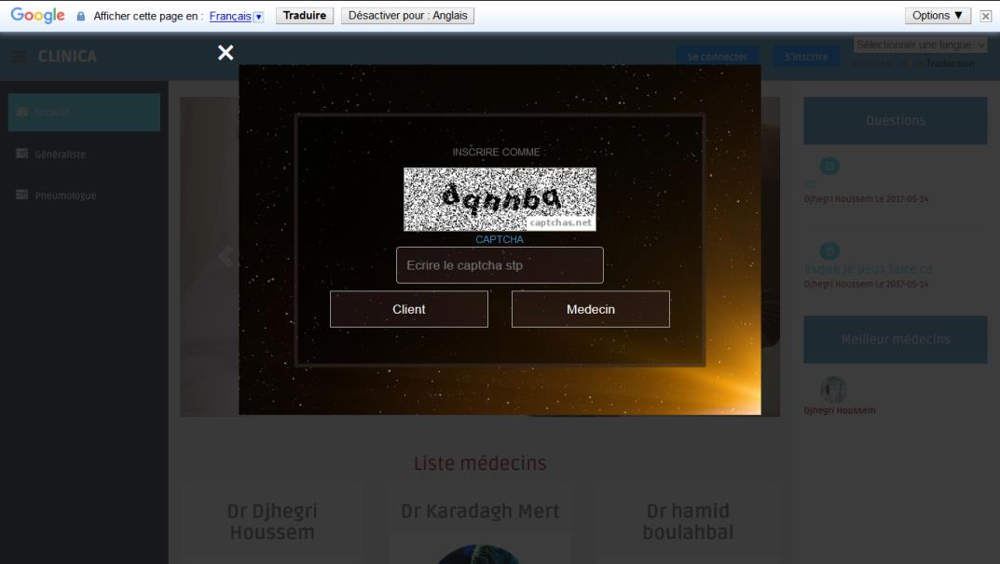 Google Afficher cette page en : Français Traduire Désactiver pour : Anglais Options ▼
CLINICA
Se connecter
S'inscrire
Sélectionner une langue
Traduction
Accueil
Généraliste
Pneumologue
INSCRIRE COMME :
dqnhba
captchas.net
CAPTCHA
Ecrire le captcha stp
Client
Medecin
Questions
cc
Djhegri Houssem Le 2017-05-14
esque je peux faire ca
Djhegri Houssem Le 2017-05-14
Meilleur médecins
Djhegri Houssem
Liste médecins
Dr Djhegri
Houssem
Dr Karadagh Mert
Dr hamid
boulahbal